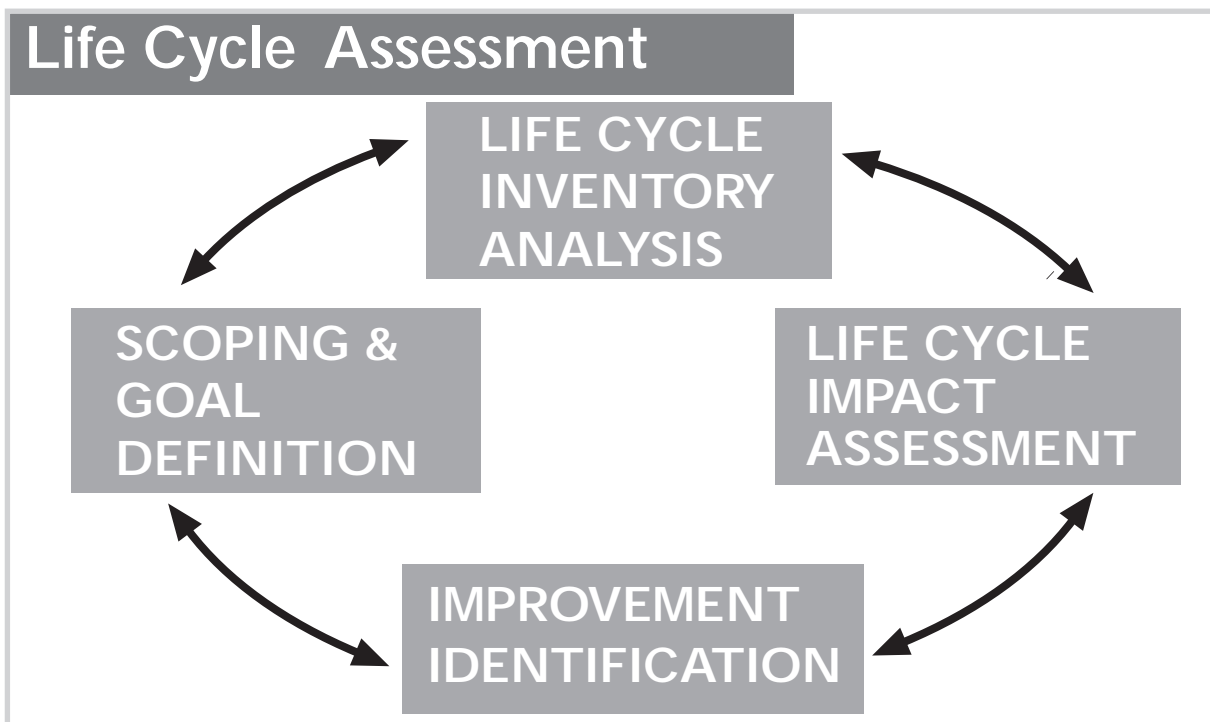 Life Cycle Assessment
LIFE CYCLE
INVENTORY
ANALYSIS
SCOPING &
GOAL
DEFINITION
LIFE CYCLE
IMPACT
ASSESSMENT
IMPROVEMENT
IDENTIFICATION